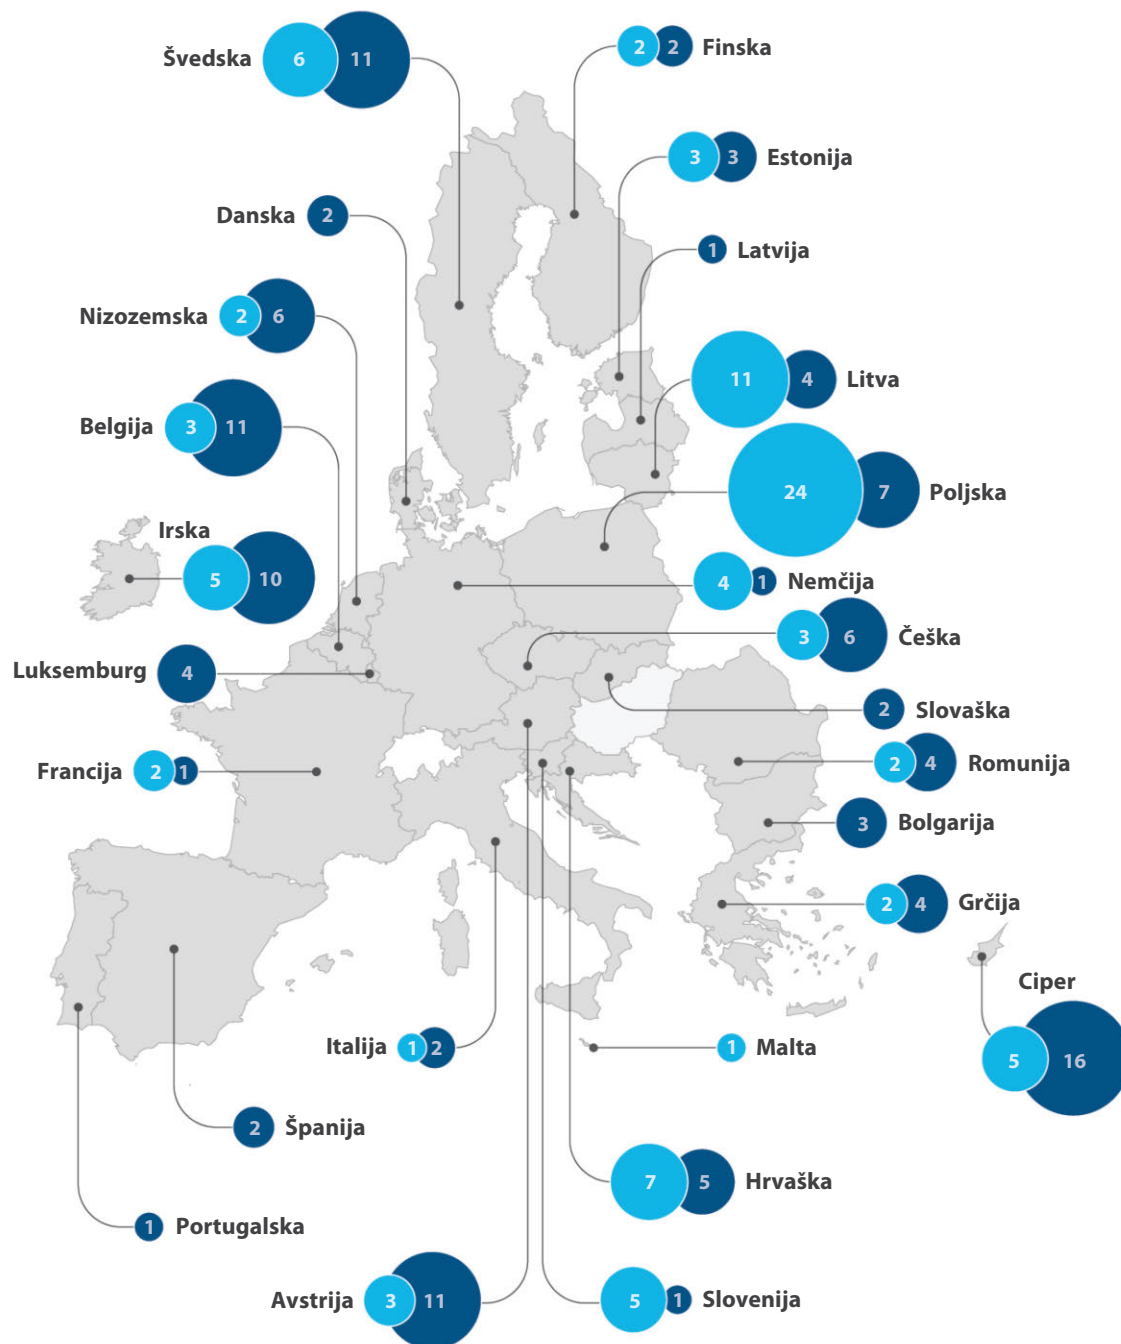 Švedska 6 11
2 2 Finska
3 3 Estonija
Danska 2
1 Latvija
Nizozemska 2 6
11 4 Litva
Belgija 3 11
24 7 Poljska
Irska
5 10
4 1 Nemčija
3 6 Češka
Luksemburg 4
2 Slovaška
Francija 2 1
2 4 Romunija
3 Bolgarija
2 4 Grčija
Ciper
5 16
Italija 1 2
1 Malta
2 Španija
7 5 Hrvaška
1 Portugalska
Avstrija 3 11
5 1 Slovenija